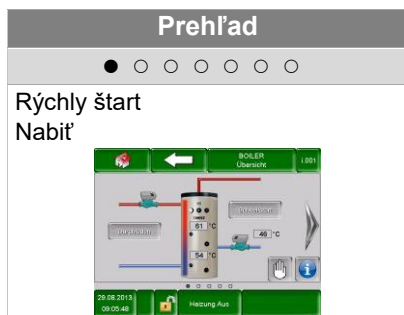 Prehľad
Rýchly štart
Nabiť
BOILER
Übersicht
i.001
61 °C
46 °C
54 °C
29.08.2013
09:05:48
Heizung Aus